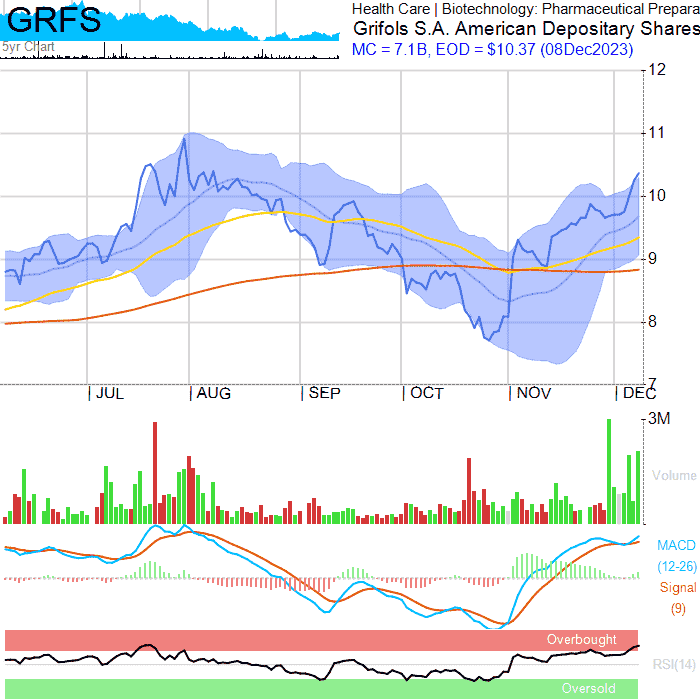 GRFS
5yr Chart
Health Care | Biotechnology: Pharmaceutical Prepara
Grifols S.A. American Depositary Shares
MC = 7.1B, EOD = $10.37 (08Dec2023)
12
11
10
9
8
7
JUL
AUG
SEP
OCT
NOV
DEC
3M
Volume
MACD
(12-26)
Signal
(9)
Overbought
RSI(14)
Oversold